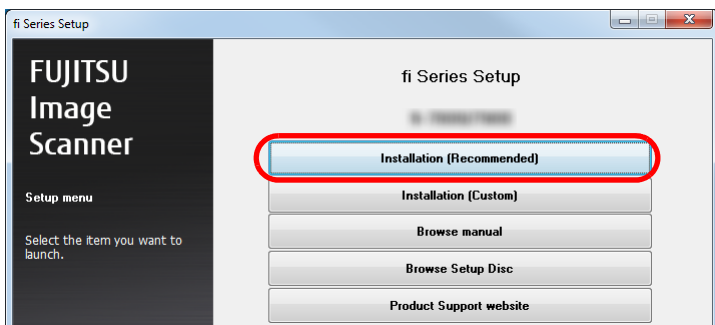 fi Series Setup
FUJITSU
Image
Scanner
Setup menu
Select the item you want to
launch.
fi Series Setup
Installation (Recommended)
Installation (Custom)
Browse manual
Browse Setup Disc
Product Support website